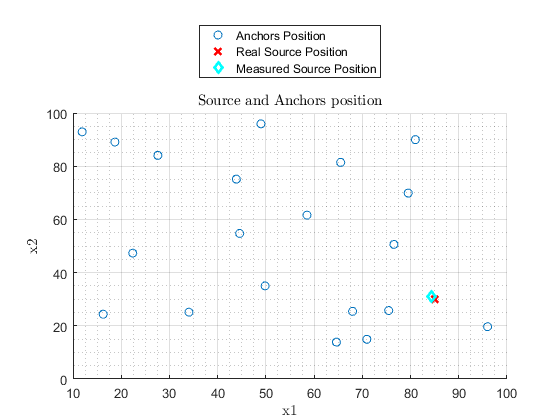 Anchors Position
Real Source Position
Measured Source Position
Source and Anchors position
100
80
60
40
20
0
x2
10 20 30 40 50 60 70 80 90 100
x1